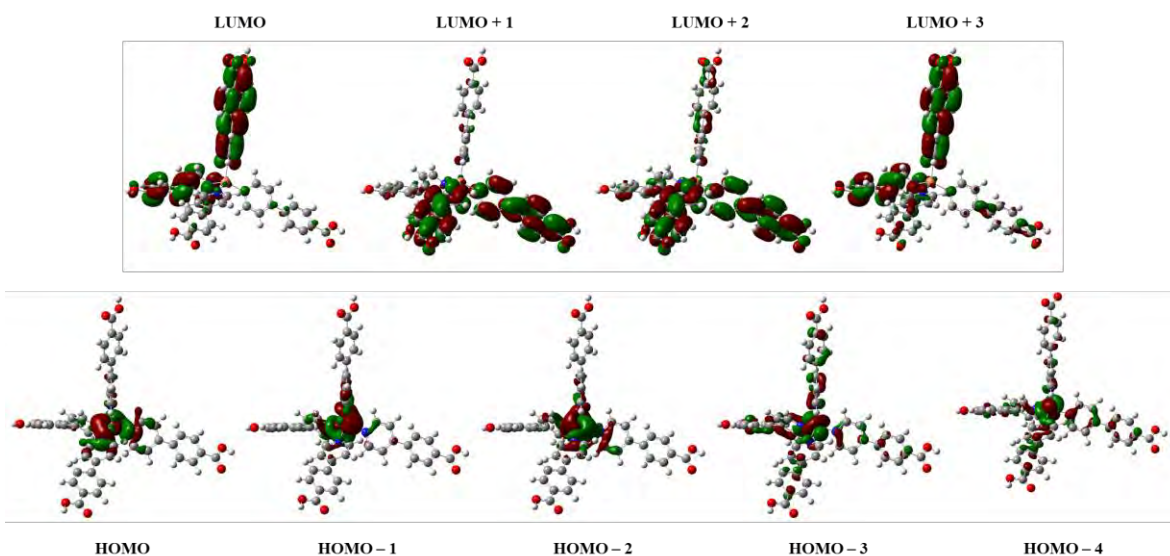 LUMO LUMO + 1 LUMO + 2 LUMO + 3
HOMO HOMO – 1 HOMO – 2 HOMO – 3 HOMO – 4